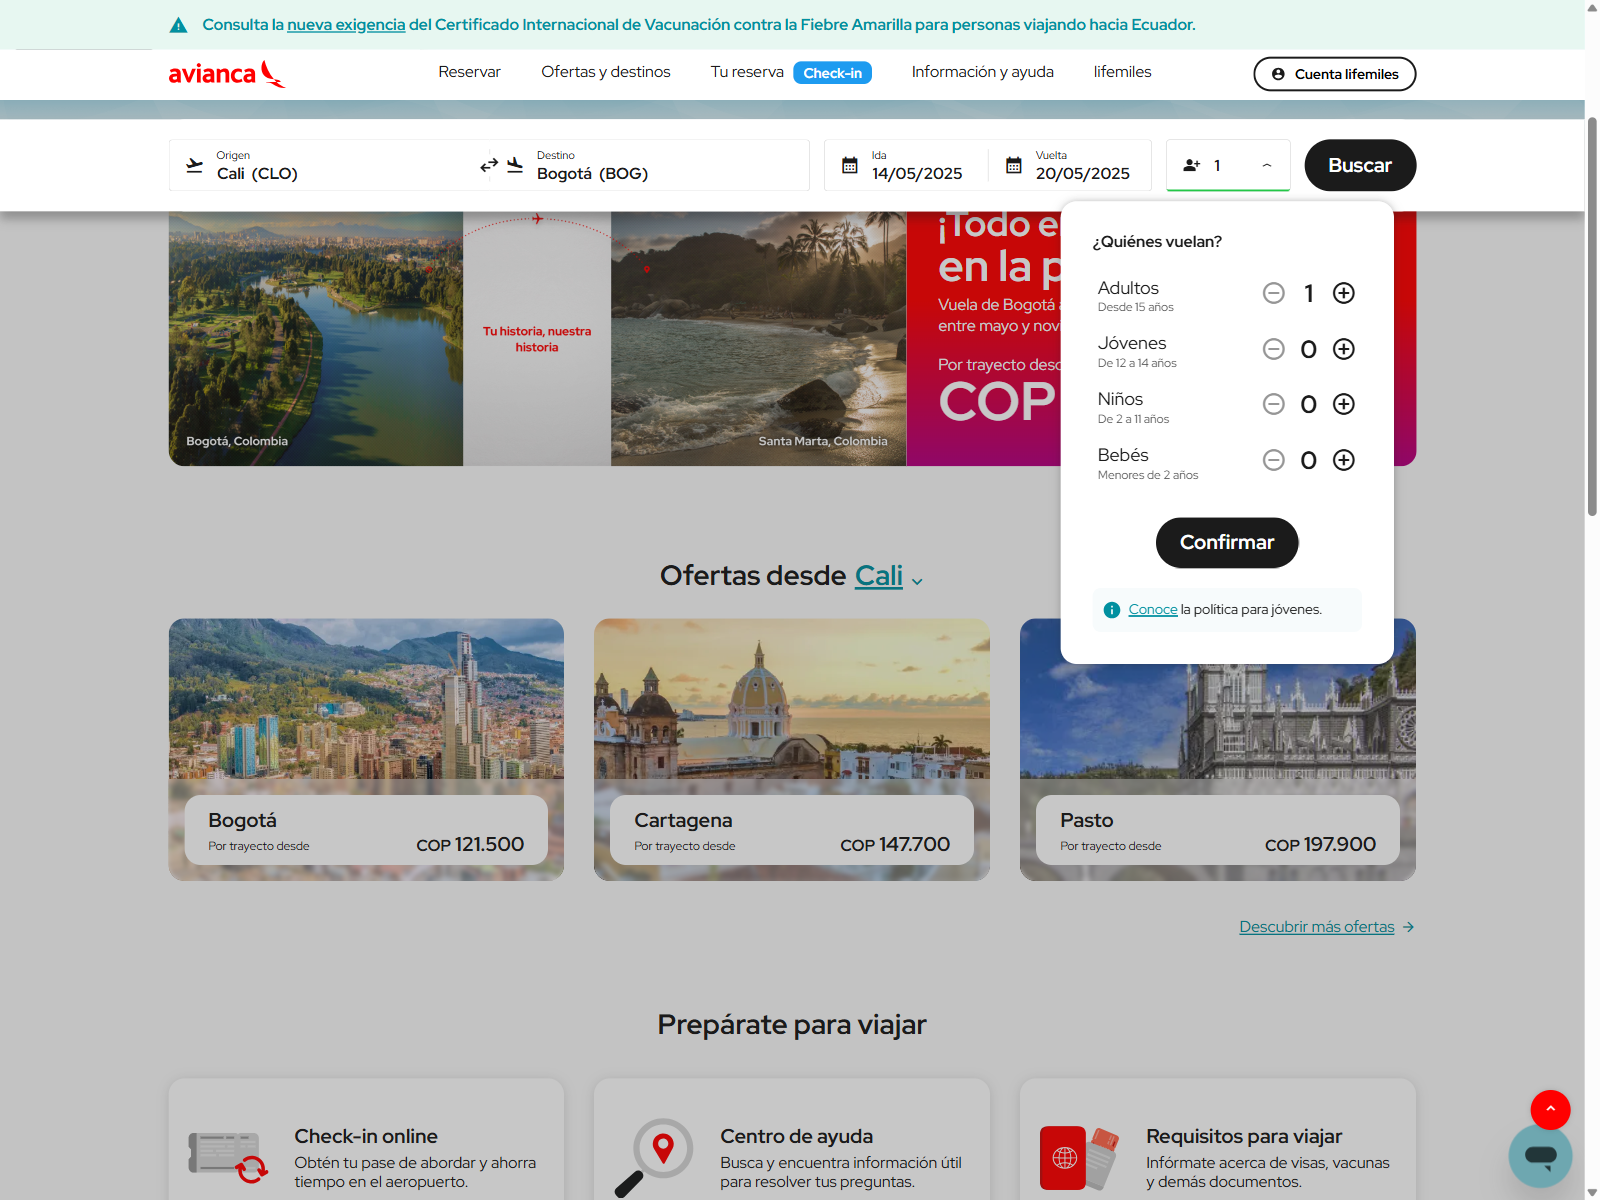 Consulta la nueva exigencia del Certificado Internacional de Vacunación contra la Fiebre Amarilla para personas viajando hacia Ecuador.
avianca
Reservar
Ofertas y destinos
Tu reserva
Check-in
Información y ayuda
lifemiles
Cuenta lifemiles
Origen
Cali (CLO)
Destino
Bogotá (BOG)
Ida
14/05/2025
Vuelta
20/05/2025
1
Buscar
Bogotá, Colombia
Tu historia, nuestra
historia
Santa Marta, Colombia
¡Todo e
en la p
Vuela de Bogotá
entre mayo y novi
Por trayecto desd
COP
¿Quiénes vuelan?
Adultos
Desde 15 años
1
Jóvenes
De 12 a 14 años
0
Niños
De 2 a 11 años
0
Bebés
Menores de 2 años
0
Confirmar
Conoce la política para jóvenes.
Ofertas desde Cali
Bogotá
Por trayecto desde
COP 121.500
Cartagena
Por trayecto desde
COP 147.700
Pasto
Por trayecto desde
COP 197.900
Descubrir más ofertas
Prepárate para viajar
Check-in online
Obtén tu pase de abordar y ahorra
tiempo en el aeropuerto.
Centro de ayuda
Busca y encuentra información útil
para resolver tus preguntas.
Requisitos para viajar
Infórmate acerca de visas, vacunas
y demás documentos.